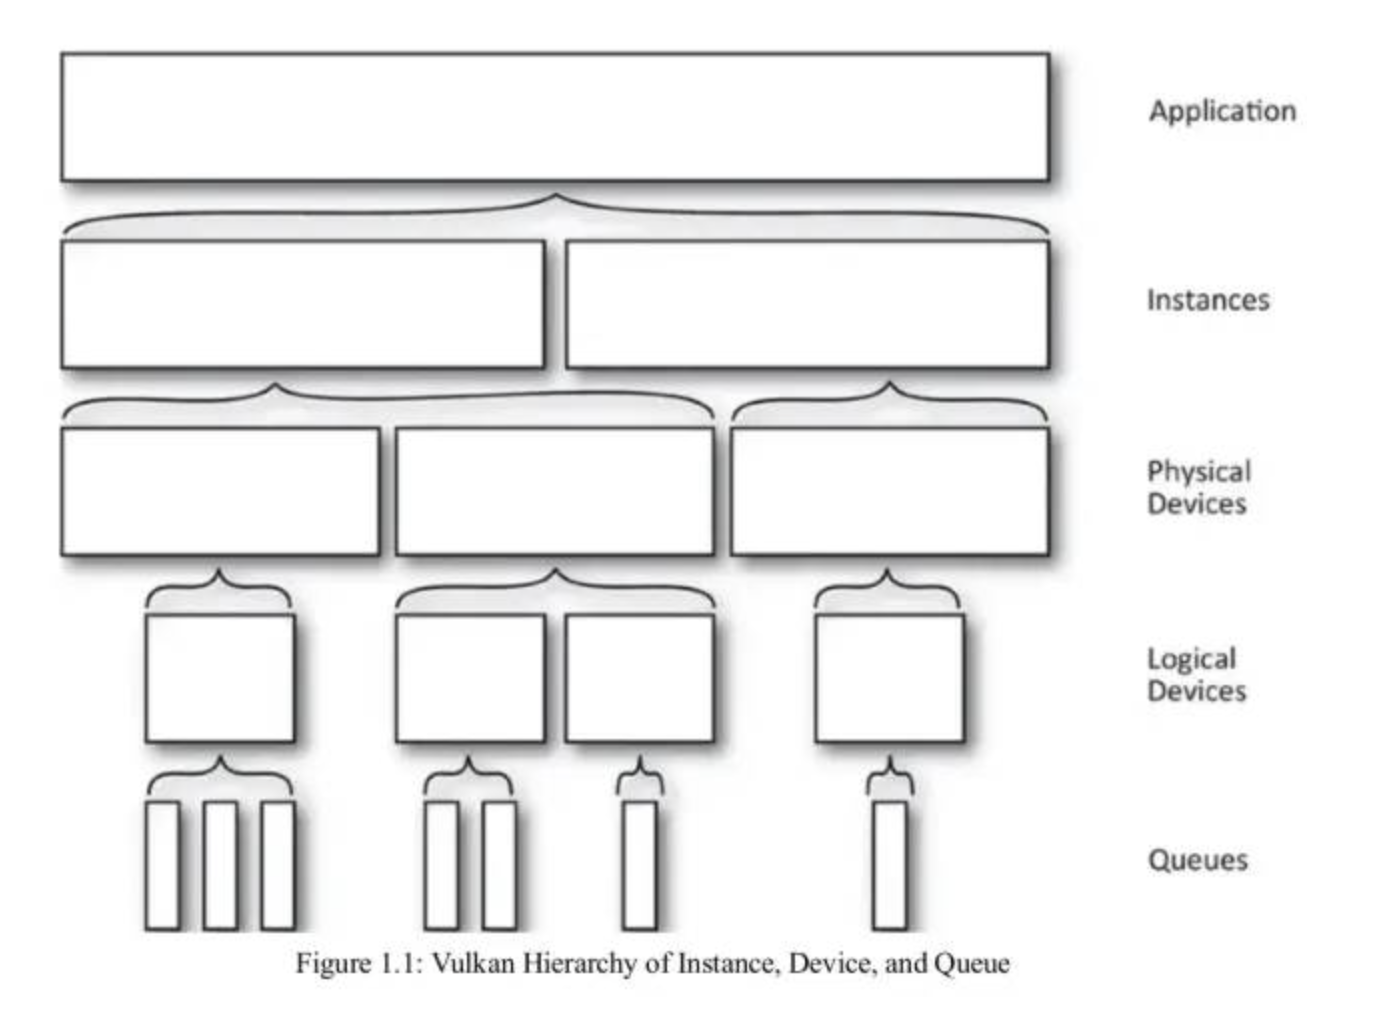 Application
Instances
Physical
Devices
Logical
Devices
Queues
Figure 1.1: Vulkan Hierarchy of Instance, Device, and Queue